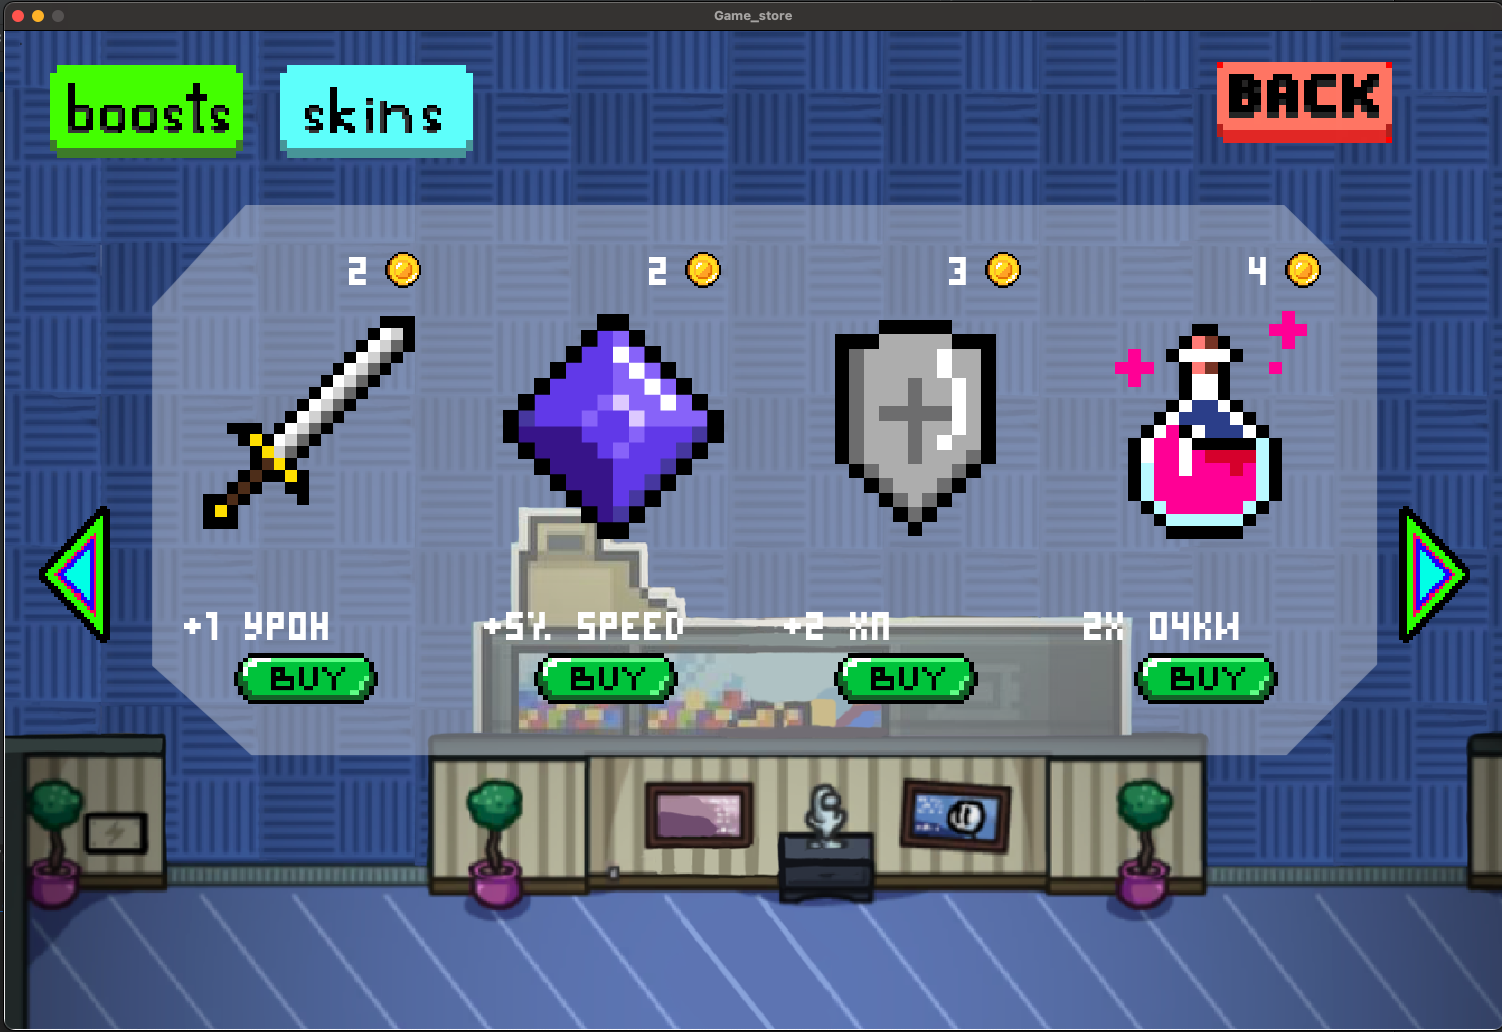 Game_store
boosts
skins
BACK
2
2
3
4
+1 УРОН
+5% SPEED
+2 ХП
2X ОЧКИ
BUY
BUY
BUY
BUY